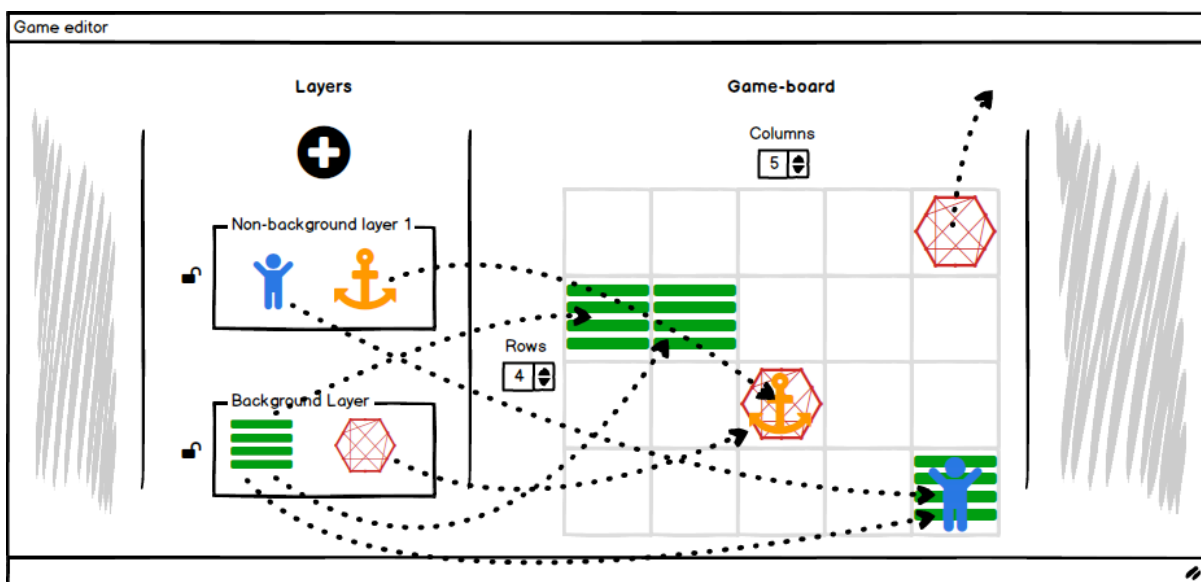 Game editor
Layers
Game-board
Columns
5
Non-background layer 1
Rows
4
Background Layer